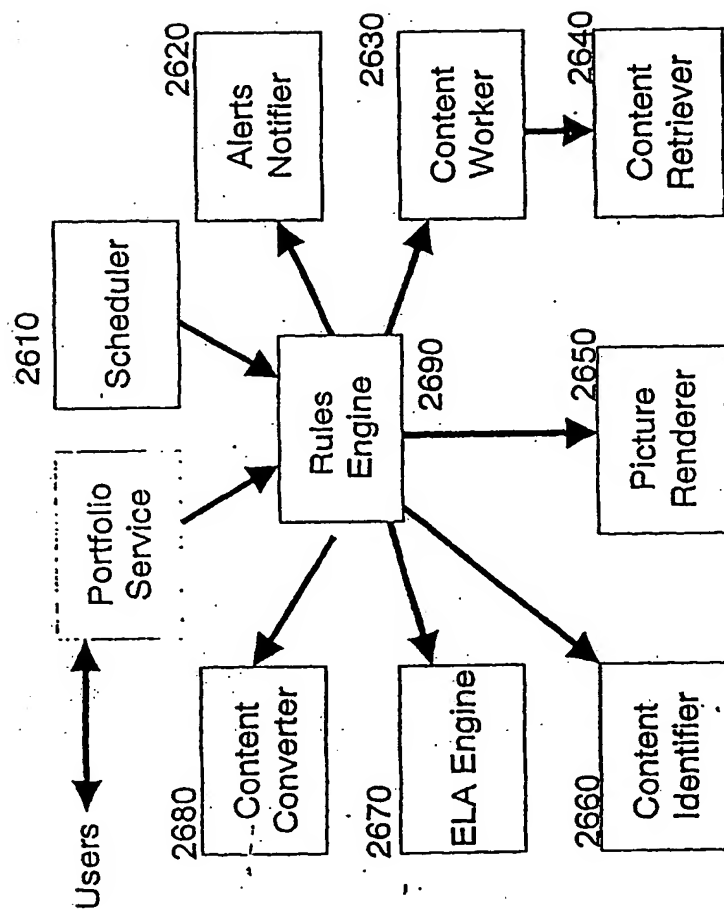 Users
Portfolio
Service
2610
Scheduler
2620
Alerts
Notifier
2680
Content
Converter
Rules
Engine
2690
2630
Content
Worker
2670
ELA Engine
2640
Content
Retriever
2660
Content
Identifier
2650
Picture
Renderer